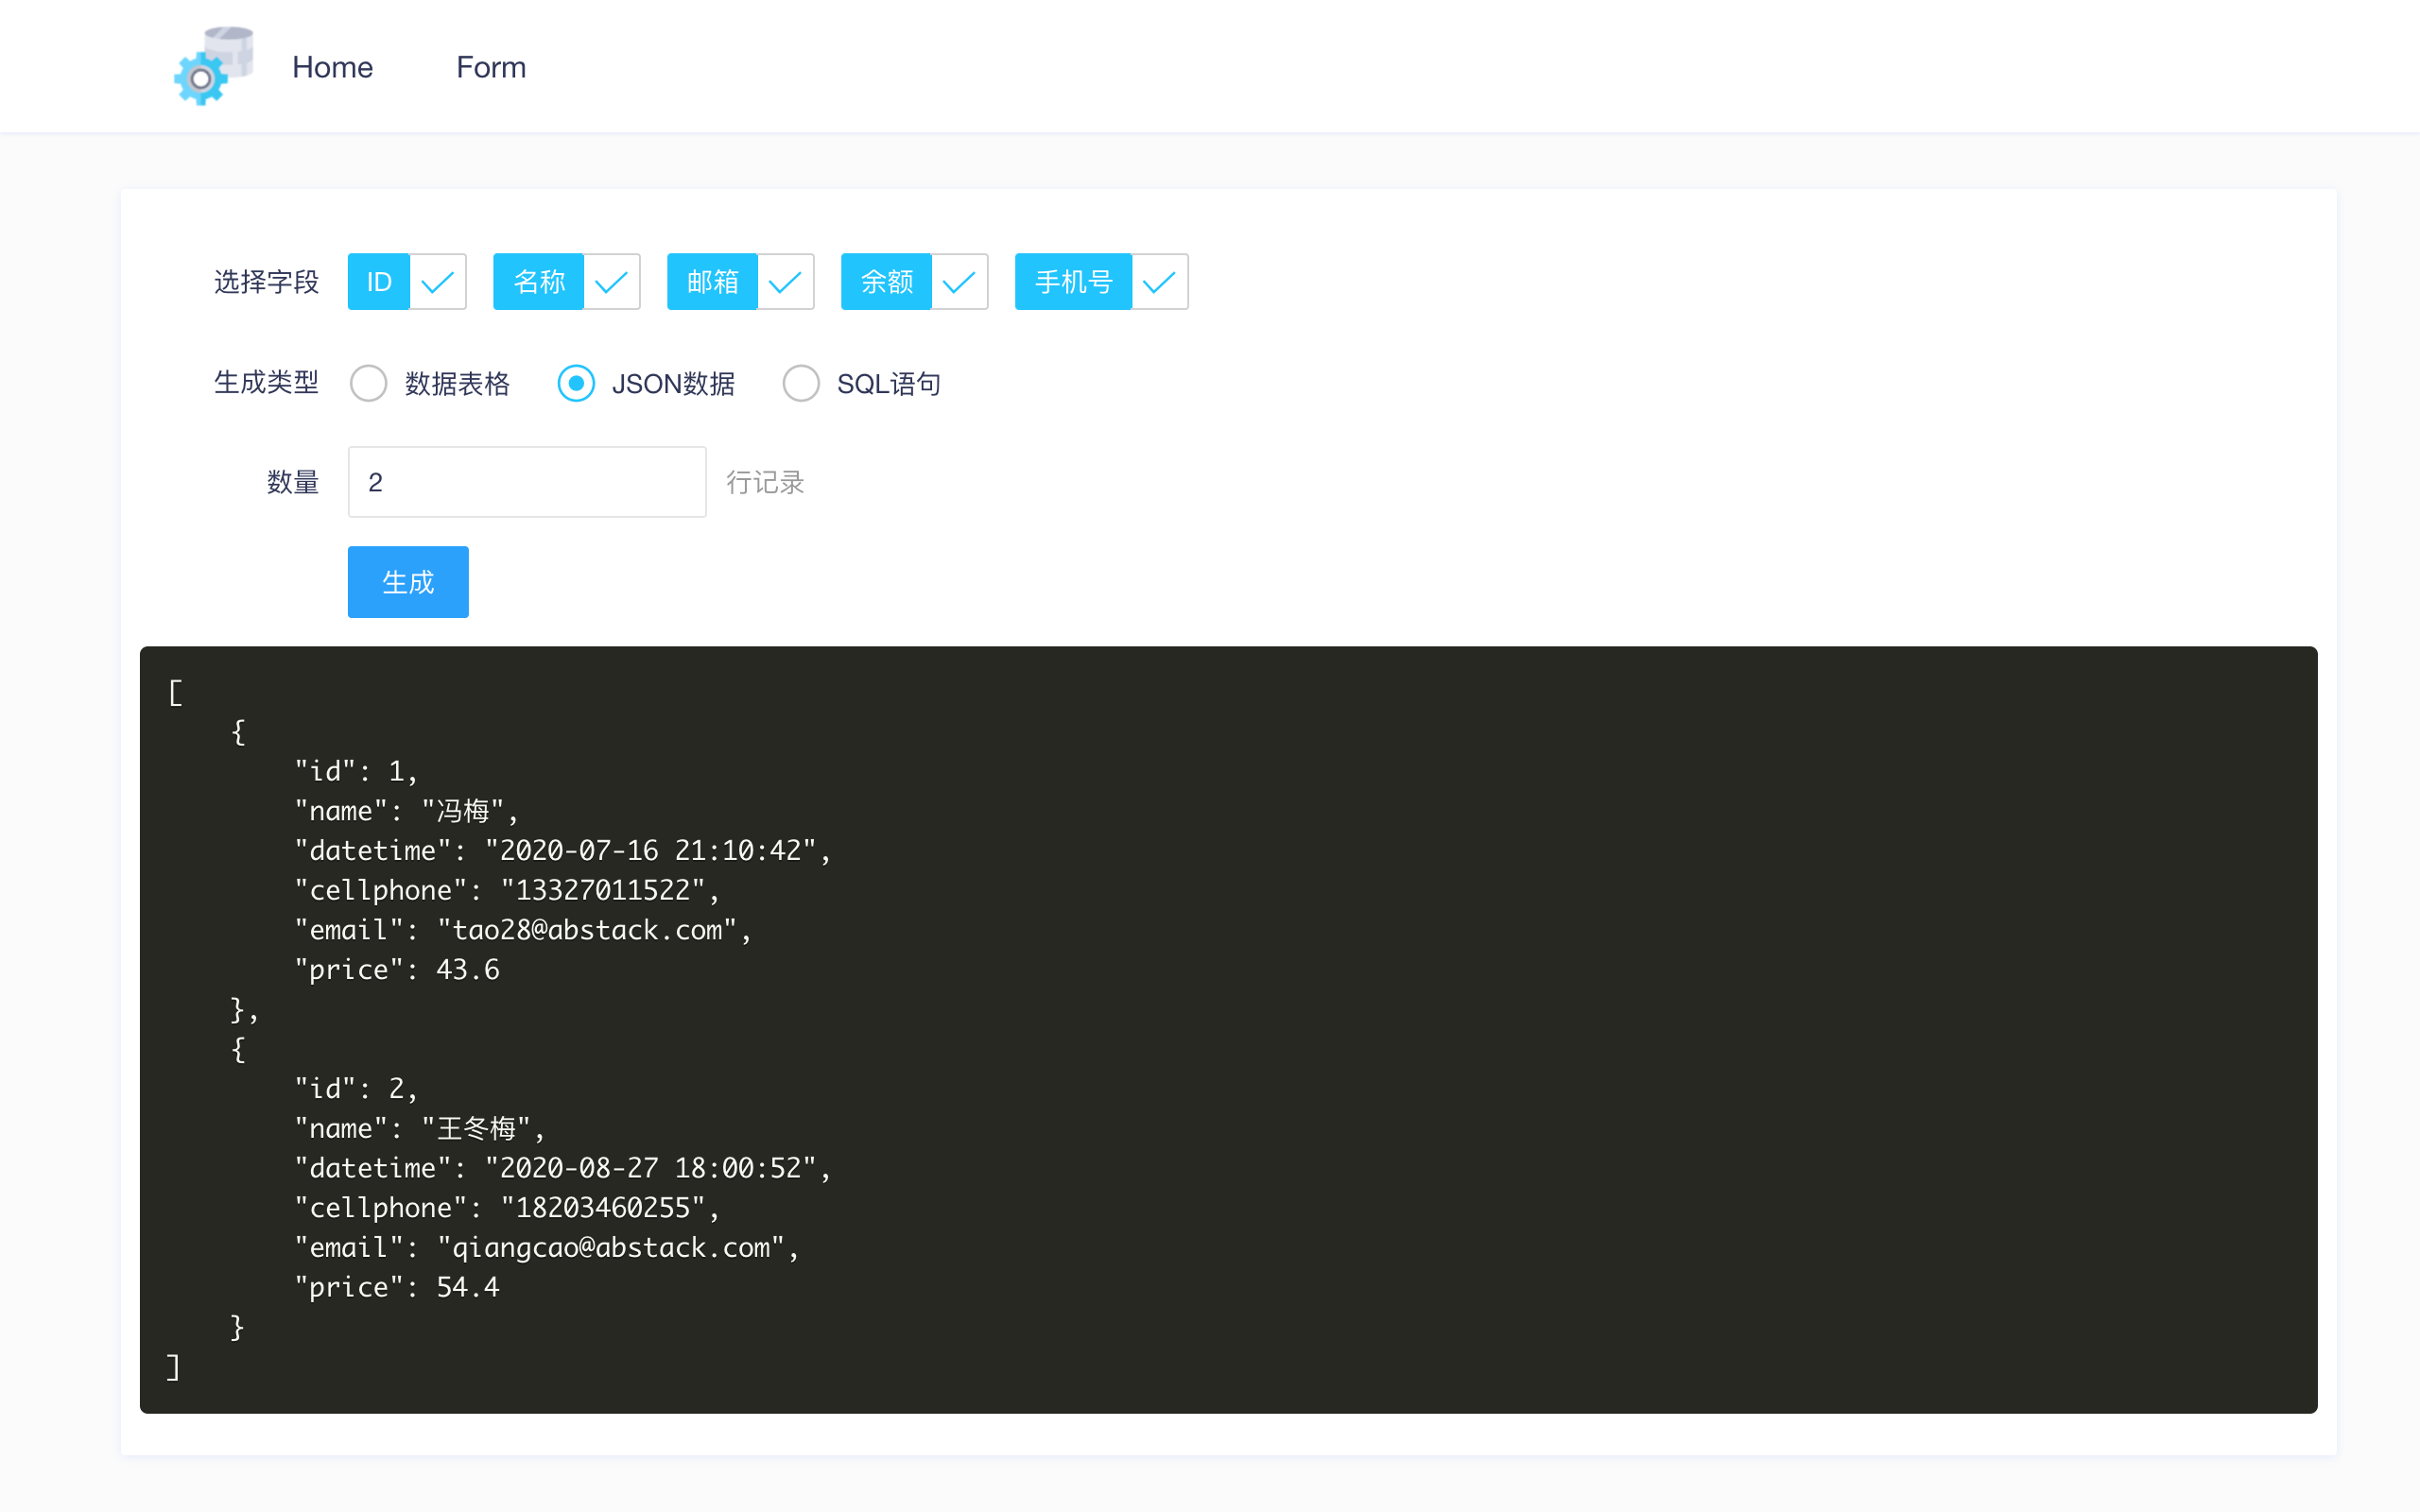 Home Form
选择字段 ID 名称 邮箱 余额 手机号
生成类型 数据表格 JSON数据 SQL语句
数量 2 行记录
生成
[
    {
        "id": 1,
        "name": "冯梅",
        "datetime": "2020-07-16 21:10:42",
        "cellphone": "13327011522",
        "email": "tao28@abstack.com",
        "price": 43.6
    },
    {
        "id": 2,
        "name": "王冬梅",
        "datetime": "2020-08-27 18:00:52",
        "cellphone": "18203460255",
        "email": "qiangcao@abstack.com",
        "price": 54.4
    }
]